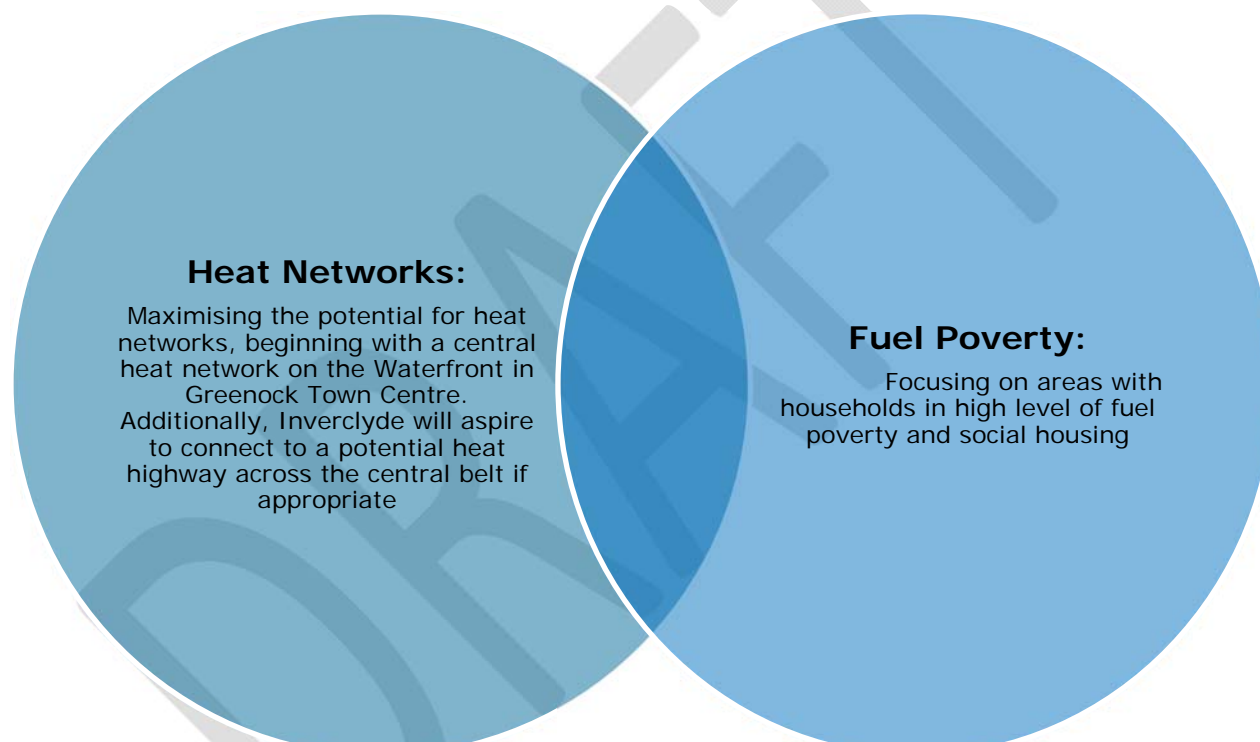 Heat Networks:
Maximising the potential for heat
networks, beginning with a central
heat network on the Waterfront in
Greenock Town Centre.
Additionally, Inverclyde will aspire
to connect to a potential heat
highway across the central belt if
appropriate
Fuel Poverty:
Focusing on areas with
households in high level of fuel
poverty and social housing
DRAFT